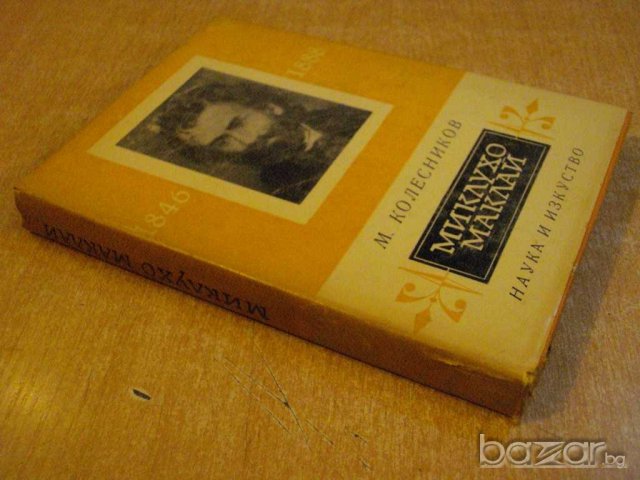 1846
1888
М. КОЛЕСНИКОВ
МИКЛУХО
МАКЛАЙ
НАУКА И ИЗКУСТВО
МИКЛУХО МАКЛАЙ
bazar.bg